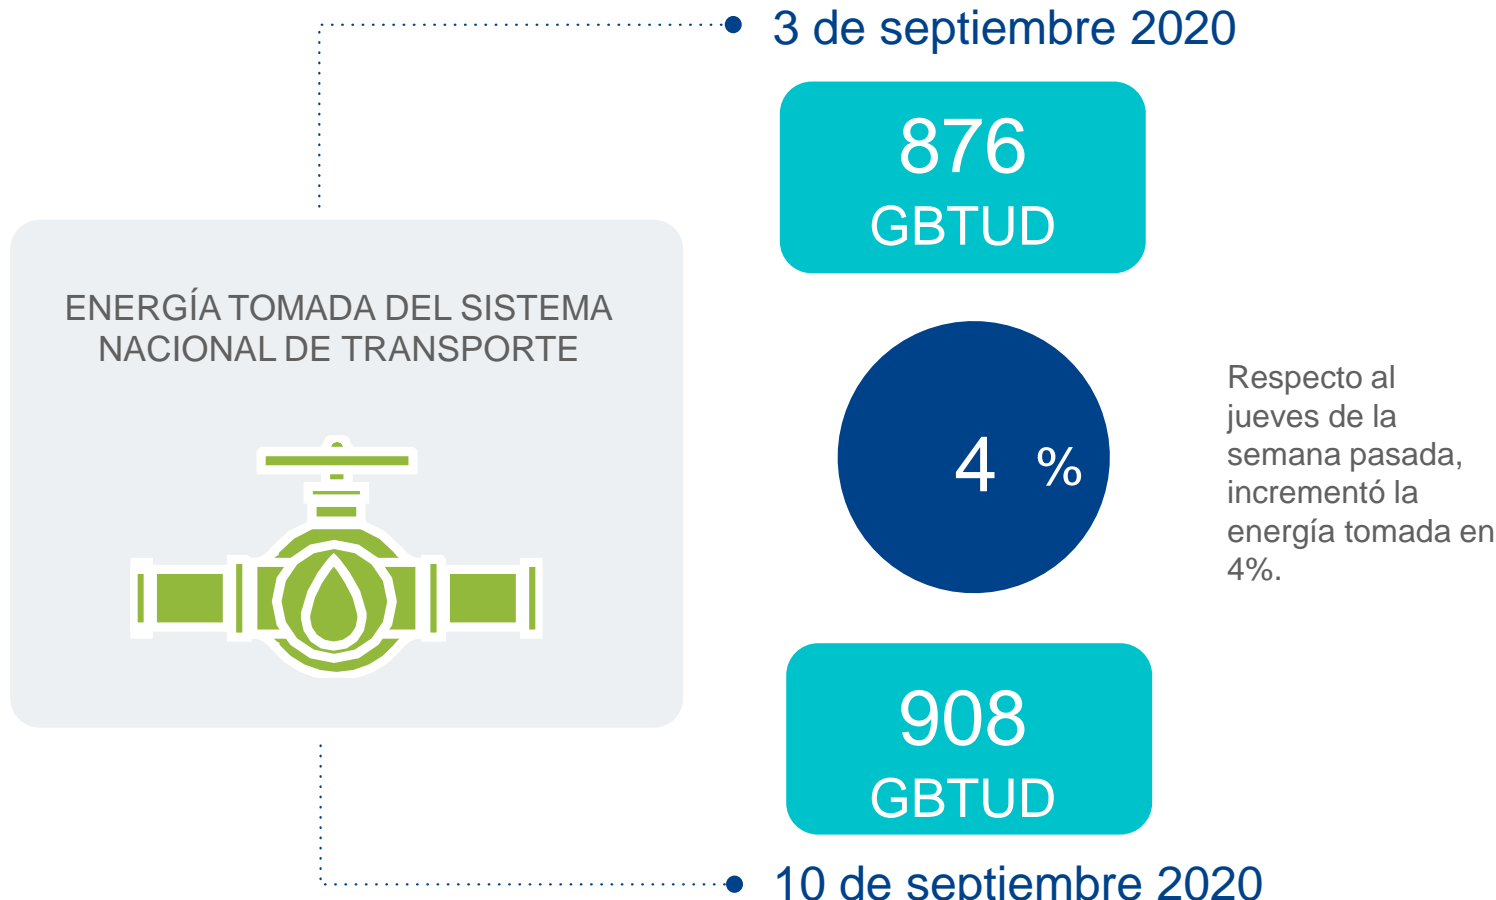 3 de septiembre 2020
876
GBTUD
ENERGÍA TOMADA DEL SISTEMA
NACIONAL DE TRANSPORTE
4 %
Respecto al
jueves de la
semana pasada,
incrementó la
energía tomada en
4%.
908
GBTUD
10 de septiembre 2020